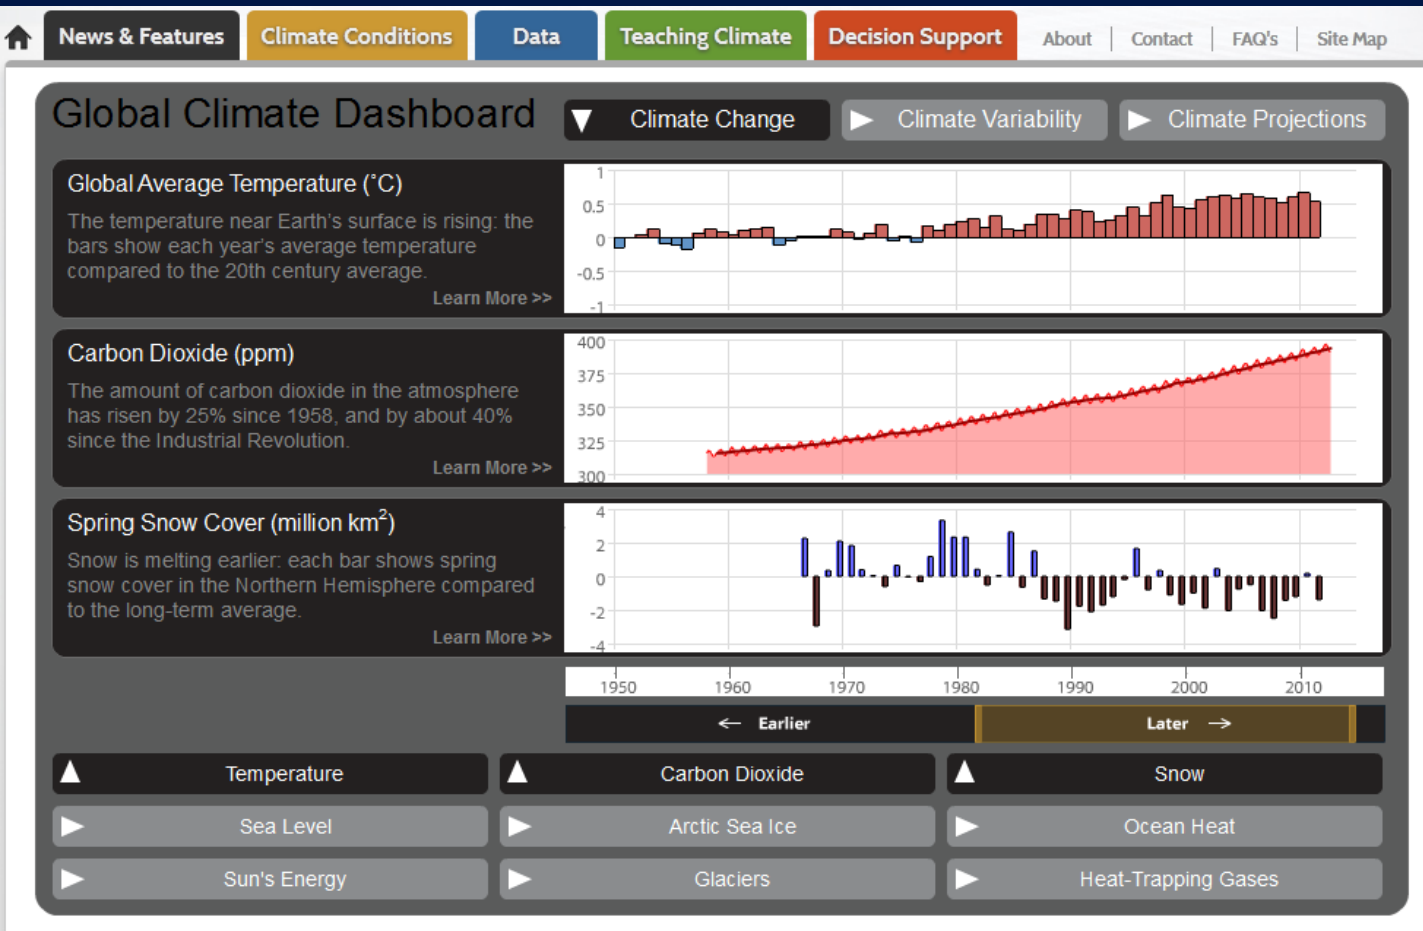 News & Features
Climate Conditions
Data
Teaching Climate
Decision Support
About
Contact
FAQ's
Site Map
Global Climate Dashboard
Climate Change
Climate Variability
Climate Projections
Global Average Temperature (°C)
The temperature near Earth's surface is rising: the
bars show each year's average temperature
compared to the 20th century average.
Learn More >>
1
0.5
0
-0.5
-1
Carbon Dioxide (ppm)
The amount of carbon dioxide in the atmosphere
has risen by 25% since 1958, and by about 40%
since the Industrial Revolution.
Learn More >>
400
375
350
325
300
Spring Snow Cover (million km²)
Snow is melting earlier: each bar shows spring
snow cover in the Northern Hemisphere compared
to the long-term average.
Learn More >>
4
2
0
-2
-4
1950 1960 1970 1980 1990 2000 2010
← Earlier
Later →
Temperature
Carbon Dioxide
Snow
Sea Level
Arctic Sea Ice
Ocean Heat
Sun's Energy
Glaciers
Heat-Trapping Gases